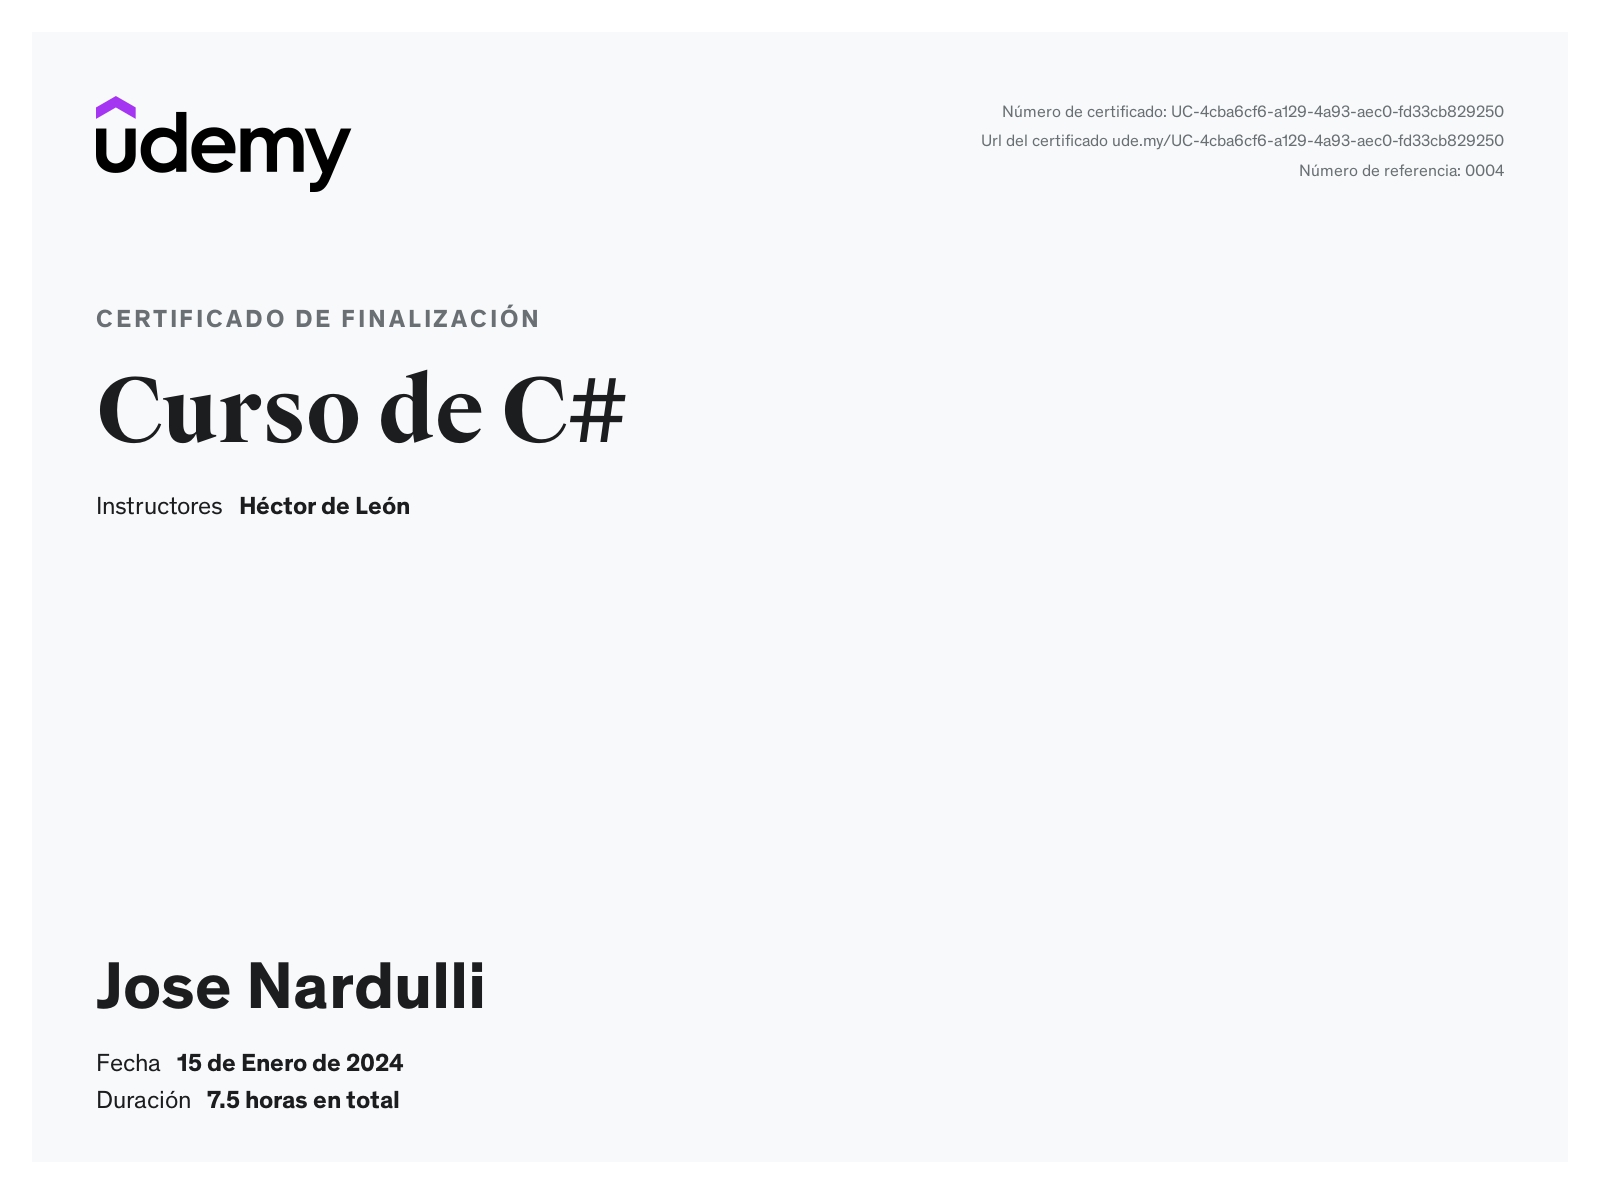 udemy
Número de certificado: UC-4cba6cf6-a129-4a93-aec0-fd33cb829250
Url del certificado ude.my/UC-4cba6cf6-a129-4a93-aec0-fd33cb829250
Número de referencia: 0004
CERTIFICADO DE FINALIZACIÓN
Curso de C#
Instructores Héctor de León
Jose Nardulli
Fecha 15 de Enero de 2024
Duración 7.5 horas en total